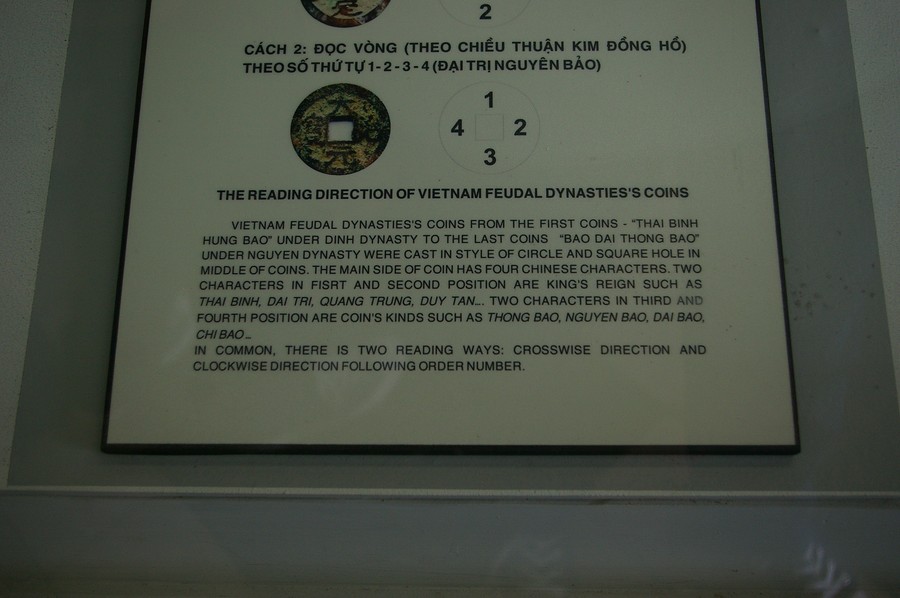 2
CÁCH 2: ĐỌC VÒNG (THEO CHIỀU THUẬN KIM ĐỒNG HỒ)
THEO SỐ THỨ TỰ 1-2-3-4 (ĐẠI TRỊ NGUYÊN BẢO)
1
4 2
3
THE READING DIRECTION OF VIETNAM FEUDAL DYNASTIES'S COINS
VIETNAM FEUDAL DYNASTIES'S COINS FROM THE FIRST COINS - "THAI BINH
HUNG BAO" UNDER DINH DYNASTY TO THE LAST COINS "BAO DAI THONG BAO"
UNDER NGUYEN DYNASTY WERE CAST IN STYLE OF CIRCLE AND SQUARE HOLE IN
MIDDLE OF COINS. THE MAIN SIDE OF COIN HAS FOUR CHINESE CHARACTERS. TWO
CHARACTERS IN FISRT AND SECOND POSITION ARE KING'S REIGN SUCH AS
THAI BINH, DAI TRI, QUANG TRUNG, DUY TAN... TWO CHARACTERS IN THIRD AND
FOURTH POSITION ARE COIN'S KINDS SUCH AS THONG BAO, NGUYEN BAO, DAI BAO,
CHI BAO...
IN COMMON, THERE IS TWO READING WAYS: CROSSWISE DIRECTION AND
CLOCKWISE DIRECTION FOLLOWING ORDER NUMBER.